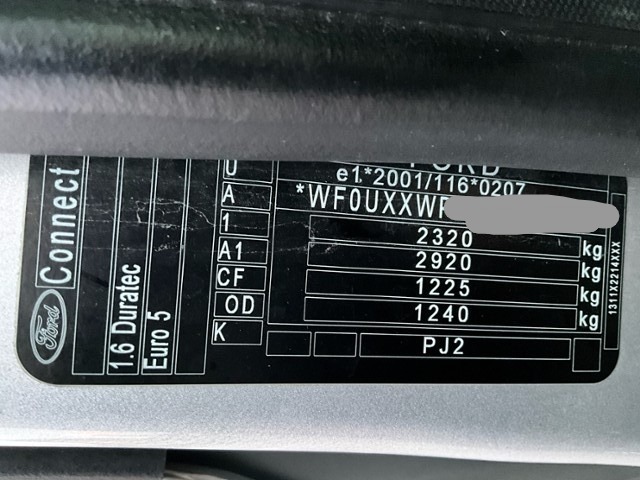 FORD
e1*2001/116*0207
*WF0UXXWP
2320 kg
2920 kg
1225 kg
1240 kg
PJ2
U
A
1
A1
CF
OD
K
Ford Connect
1.6 Duratec
Euro 5
1311X2214XXX